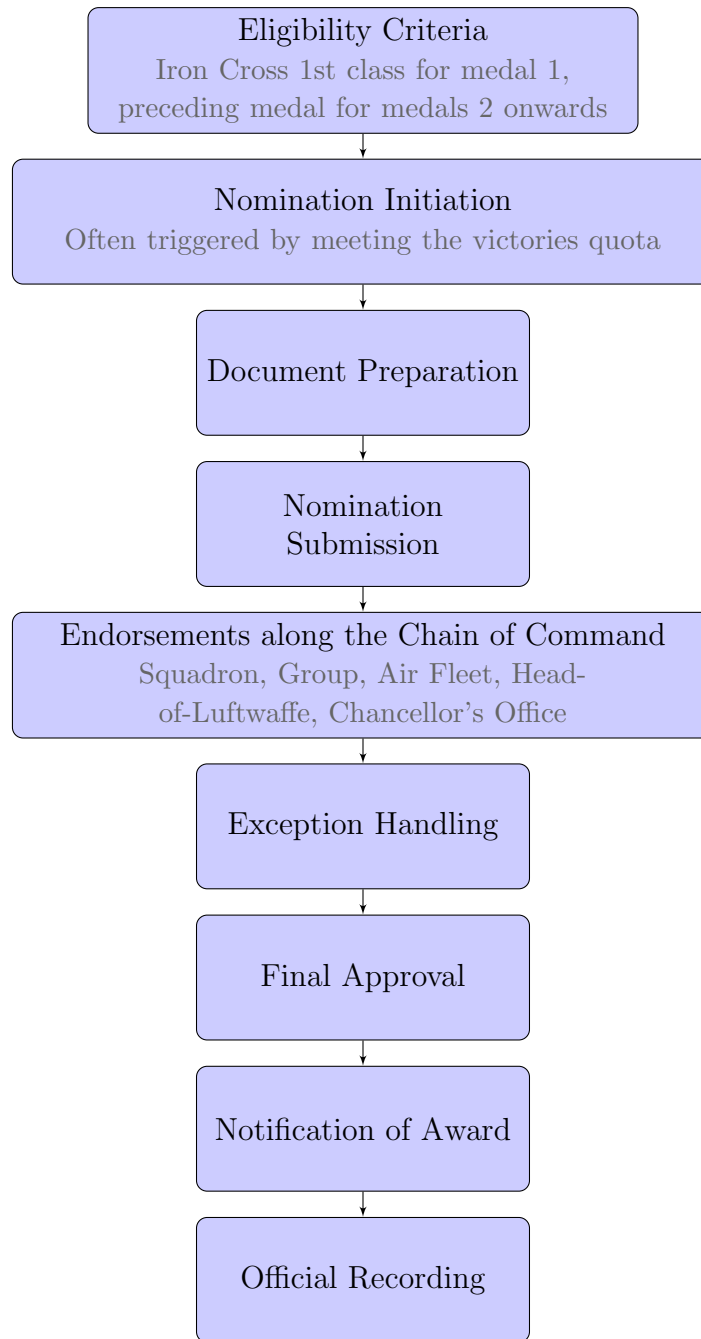 Eligibility Criteria
Iron Cross 1st class for medal 1,
preceding medal for medals 2 onwards
Nomination Initiation
Often triggered by meeting the victories quota
Document Preparation
Nomination
Submission
Endorsements along the Chain of Command
Squadron, Group, Air Fleet, Head-
of-Luftwaffe, Chancellor's Office
Exception Handling
Final Approval
Notification of Award
Official Recording